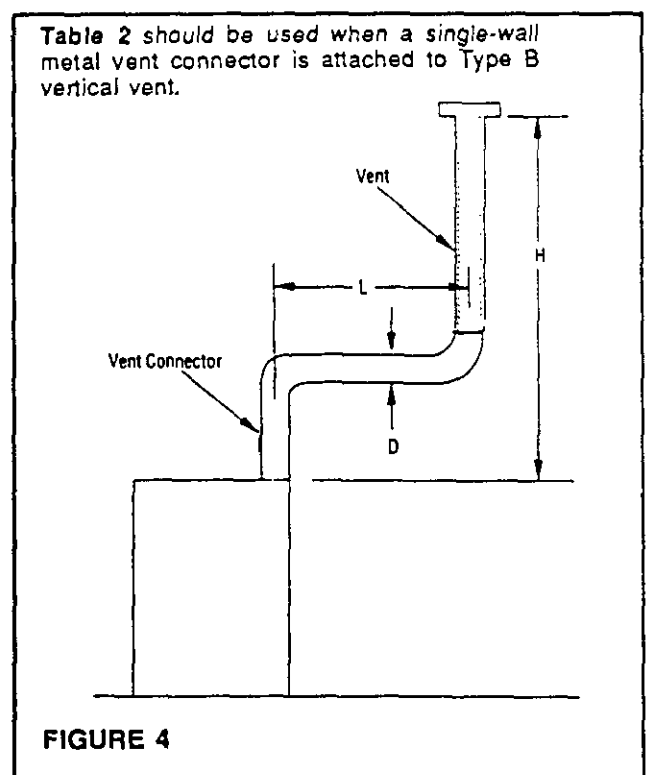 Table 2 should be used when a single-wall
metal vent connector is attached to Type B
vertical vent.
Vent
H
L
Vent Connector
D
FIGURE 4